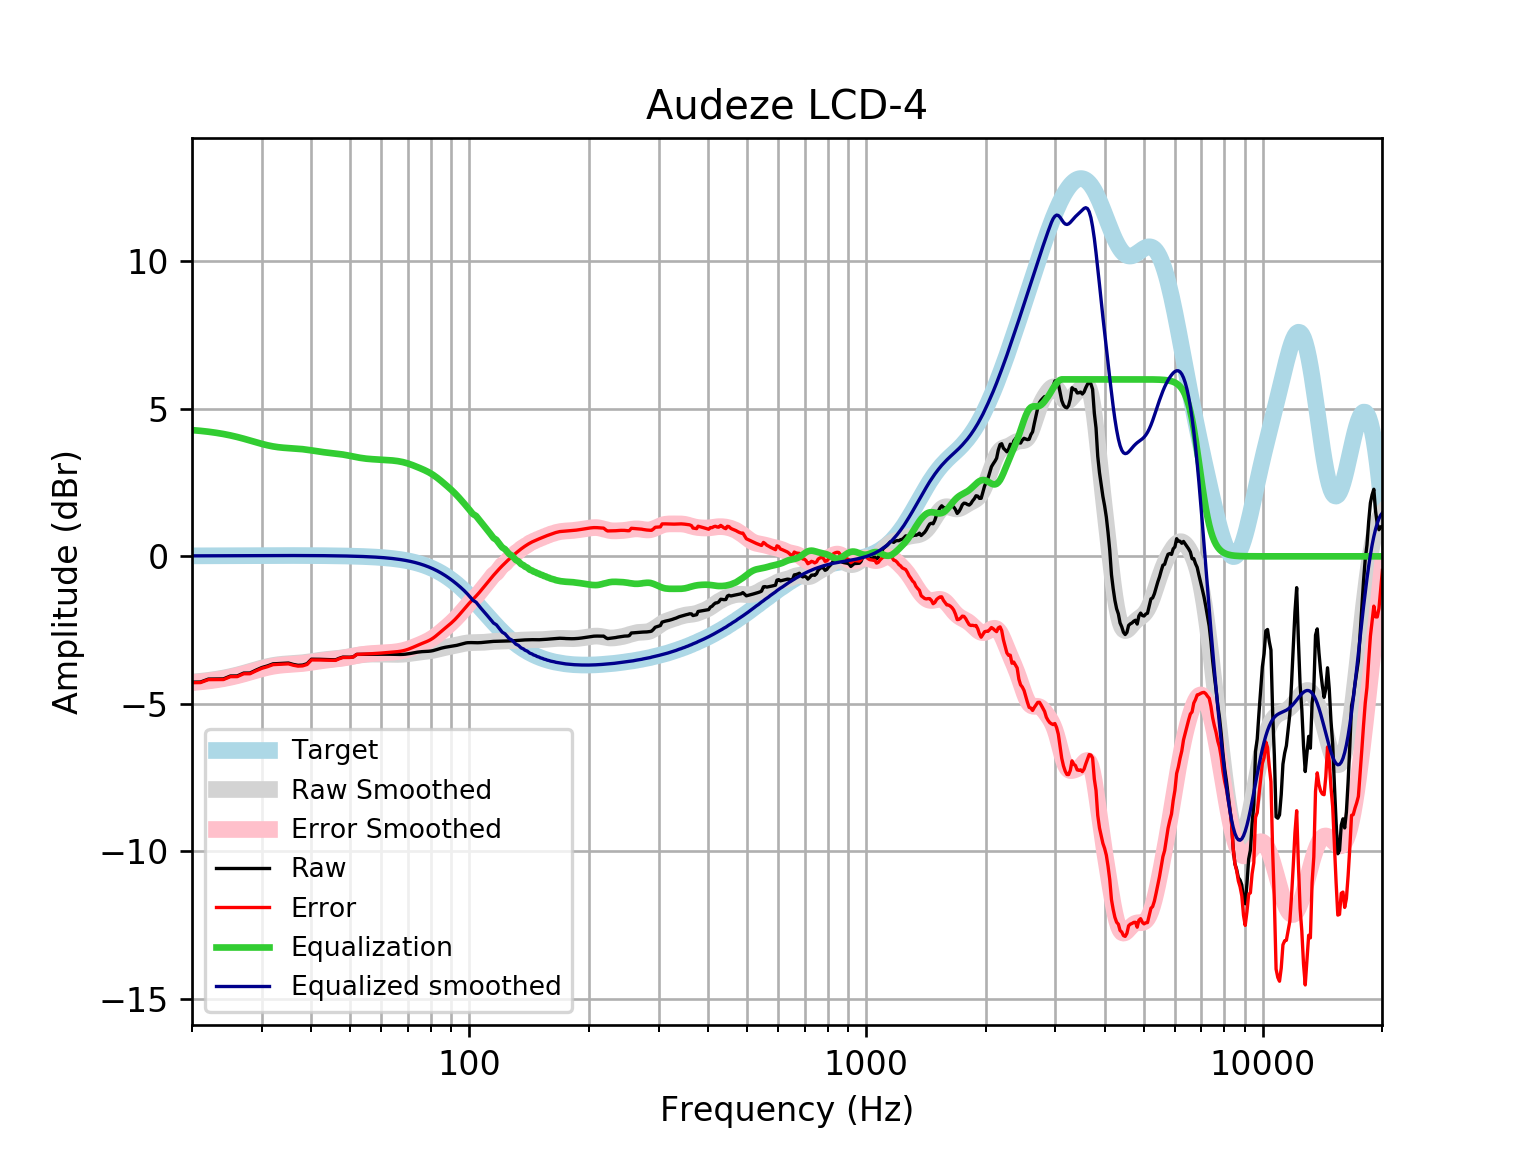 Audeze LCD-4
10
5
0
−5
−10
−15
Amplitude (dBr)
Target
Raw Smoothed
Error Smoothed
Raw
Error
Equalization
Equalized smoothed
100
1000
10000
Frequency (Hz)